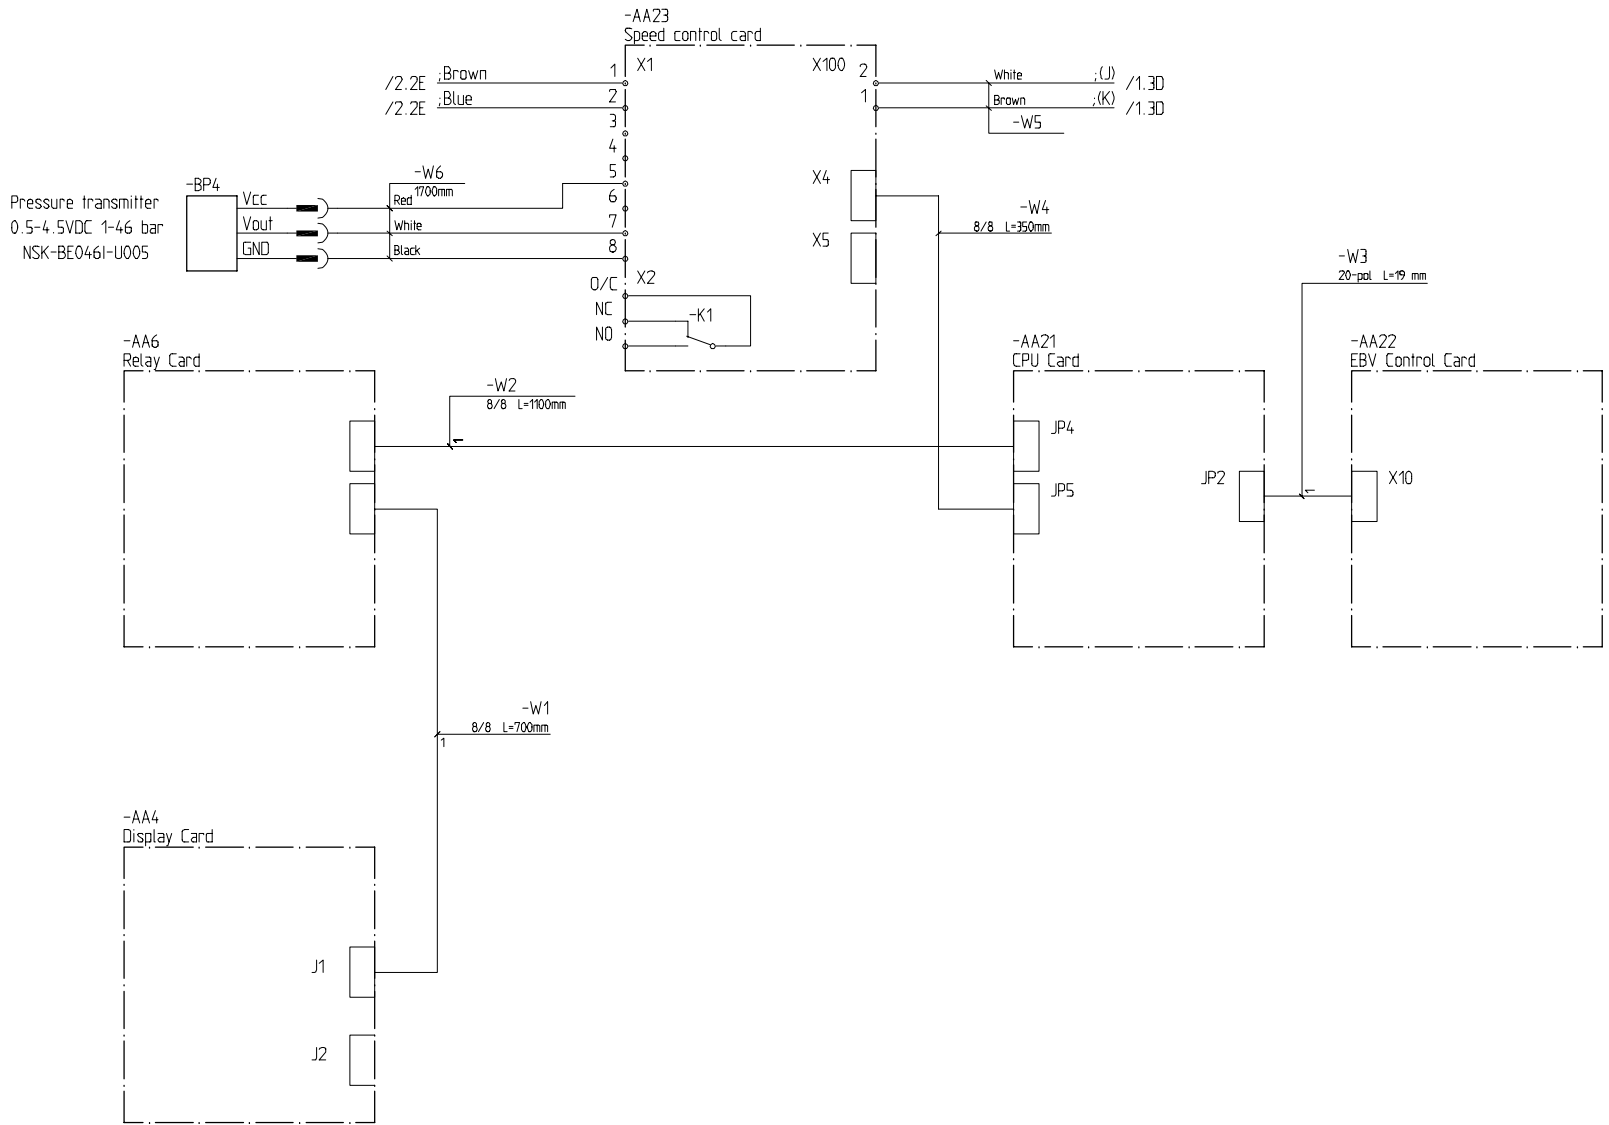 -AA23
Speed control card
/2.2E ;Brown 1 X1 X100 2 White ;(J) /1.3D
/2.2E ;Blue 2 1 Brown ;(K) /1.3D
3
-W5
4
5
6
7
8
X4
X5
-W6
1700mm
Red
White
Black
-BP4
Vcc
Vout
GND
Pressure transmitter
0.5-4.5VDC 1-46 bar
NSK-BE046I-U005
X2
O/C
NC
NO
-K1
-W4
8/8 L=350mm
-W3
20-pol L=19 mm
-AA6
Relay Card
-W2
8/8 L=1100mm
1
-AA21
CPU Card
JP4
JP5
JP2
1
-AA22
EBV Control Card
X10
-W1
8/8 L=700mm
1
-AA4
Display Card
J1
J2